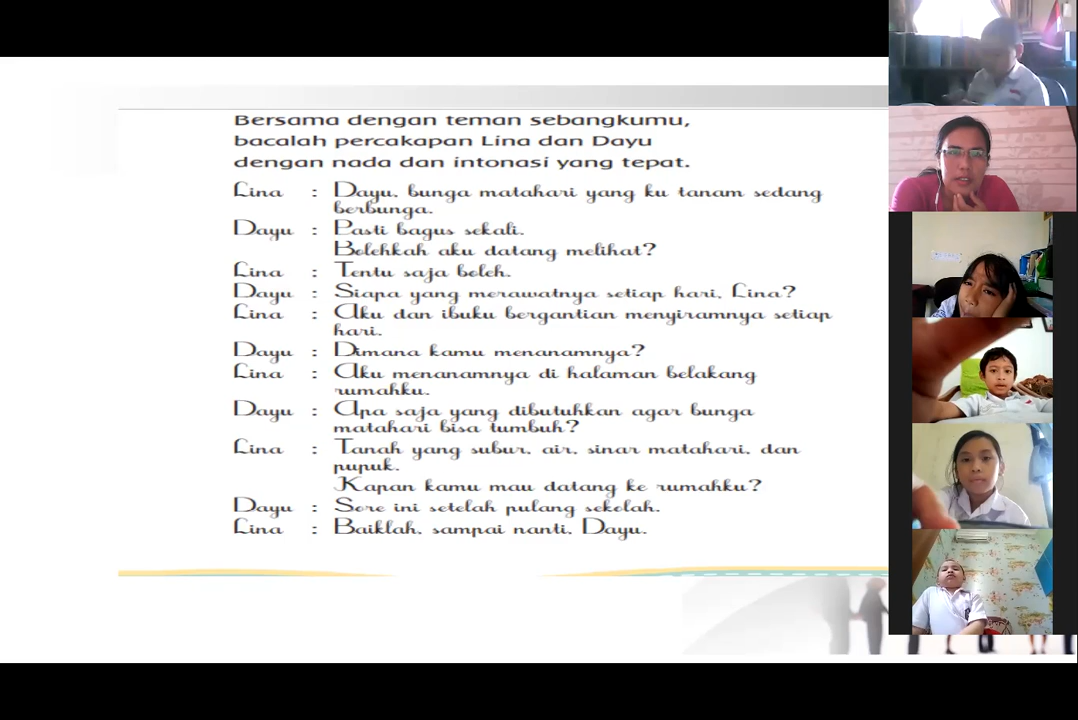 Bersama dengan teman sebangkumu,
bacalah percakapan Lina dan Dayu
dengan nada dan intonasi yang tepat.
Lina : Dayu, bunga matahari yang ku tanam sedang
berbunga.
Dayu : Pasti bagus sekali.
Bolehkah aku datang melihat?
Lina : Tentu saja boleh.
Dayu : Siapa yang merawatnya setiap hari, Lina?
Lina : Aku dan ibuku bergantian menyiramnya setiap
hari.
Dayu : Dimana kamu menanamnya?
Lina : Aku menanamnya di halaman belakang
rumahku.
Dayu : Apa saja yang dibutuhkan agar bunga
matahari bisa tumbuh?
Lina : Tanah yang subur, air, sinar matahari, dan
pupuk.
Kapan kamu mau datang ke rumahku?
Dayu : Sore ini setelah pulang sekolah.
Lina : Baiklah, sampai nanti, Dayu.